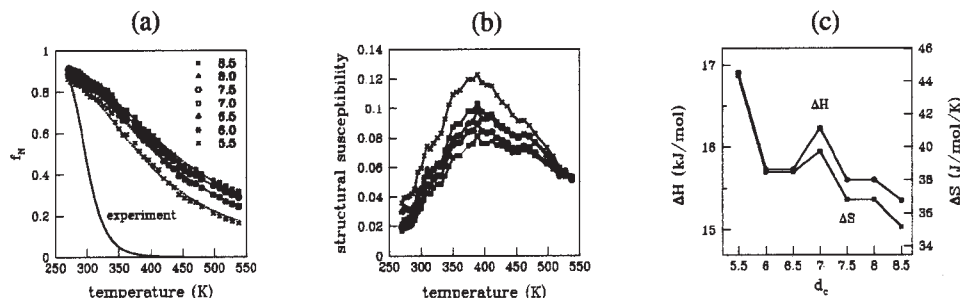 (a)
(b)
(c)
f_N
1
0.8
0.6
0.4
0.2
0
8.5
8.0
7.5
7.0
6.5
6.0
5.5
experiment
250 300 350 400 450 500 550
temperature (K)
structural susceptibility
0.14
0.12
0.1
0.08
0.06
0.04
0.02
0
250 300 350 400 450 500 550
temperature (K)
ΔH (kJ/mol)
17
16
15
ΔH
ΔS
46
44
42
40
38
36
34
ΔS (J/mol/K)
5.5 6 6.5 7 7.5 8 8.5
d_c